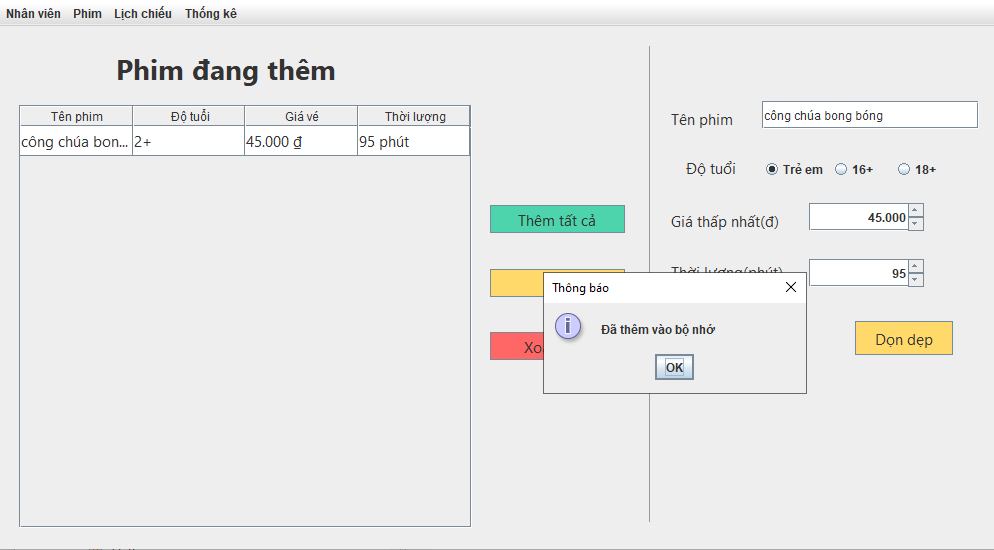 Nhân viên Phim Lịch chiếu Thống kê
Phim đang thêm
Tên phim Độ tuổi Giá vé Thời lượng
công chúa bon... 2+ 45.000 ₫ 95 phút
Thêm tất cả
Xo
Tên phim công chúa bong bóng
Độ tuổi Trẻ em 16+ 18+
Giá thấp nhất(đ) 45.000
Thời lượng(phút) 95
Dọn dẹp
Thông báo
Đã thêm vào bộ nhớ
OK